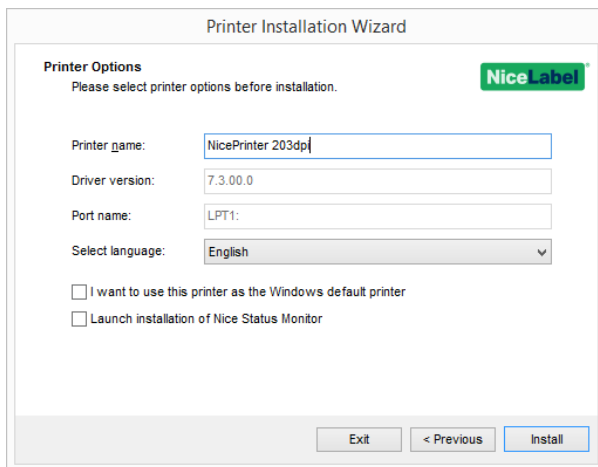 Printer Installation Wizard
Printer Options
Please select printer options before installation.
NiceLabel
Printer name: NicePrinter 203dpi
Driver version: 7.3.00.0
Port name: LPT1:
Select language: English
I want to use this printer as the Windows default printer
Launch installation of Nice Status Monitor
Exit < Previous Install